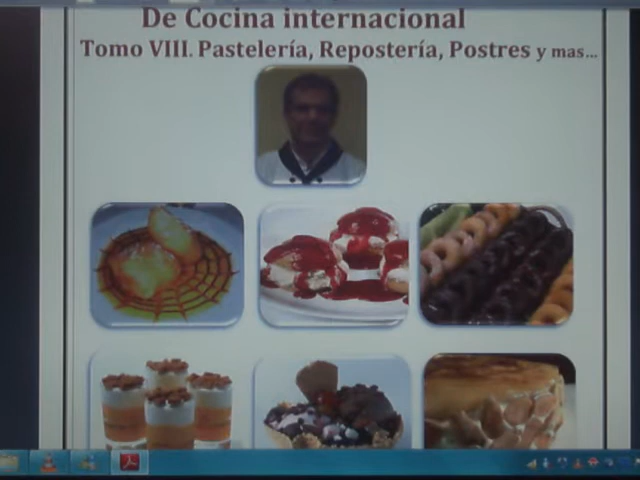 De Cocina internacional
Tomo VIII. Pastelería, Repostería, Postres y mas...